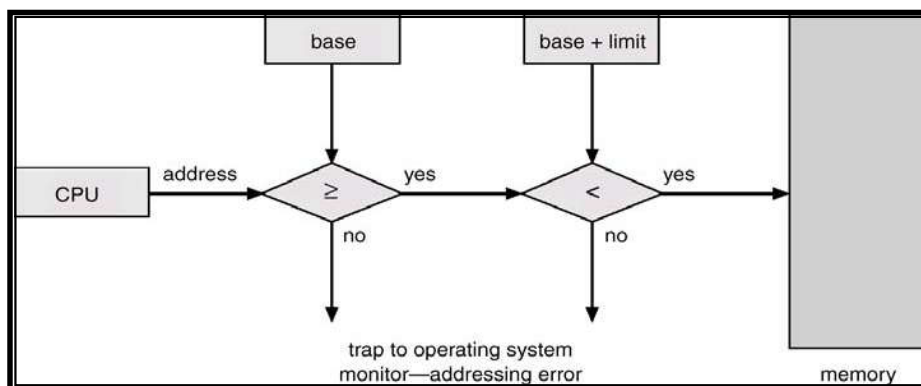 base
base + limit
CPU
address
≥
yes
<
yes
no
no
trap to operating system
monitor—addressing error
memory